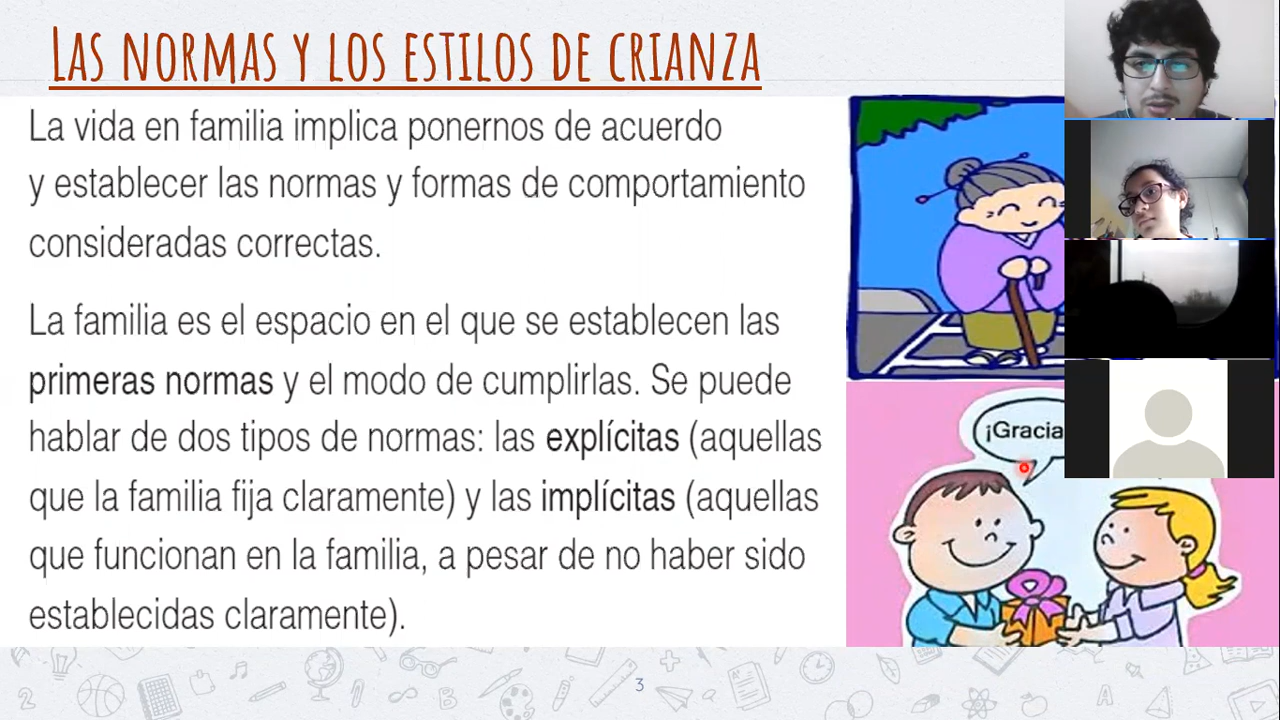 LAS NORMAS Y LOS ESTILOS DE CRIANZA
La vida en familia implica ponernos de acuerdo
y establecer las normas y formas de comportamiento
consideradas correctas.
La familia es el espacio en el que se establecen las
primeras normas y el modo de cumplirlas. Se puede
hablar de dos tipos de normas: las explícitas (aquellas
que la familia fija claramente) y las implícitas (aquellas
que funcionan en la familia, a pesar de no haber sido
establecidas claramente).
¡Gracia
3